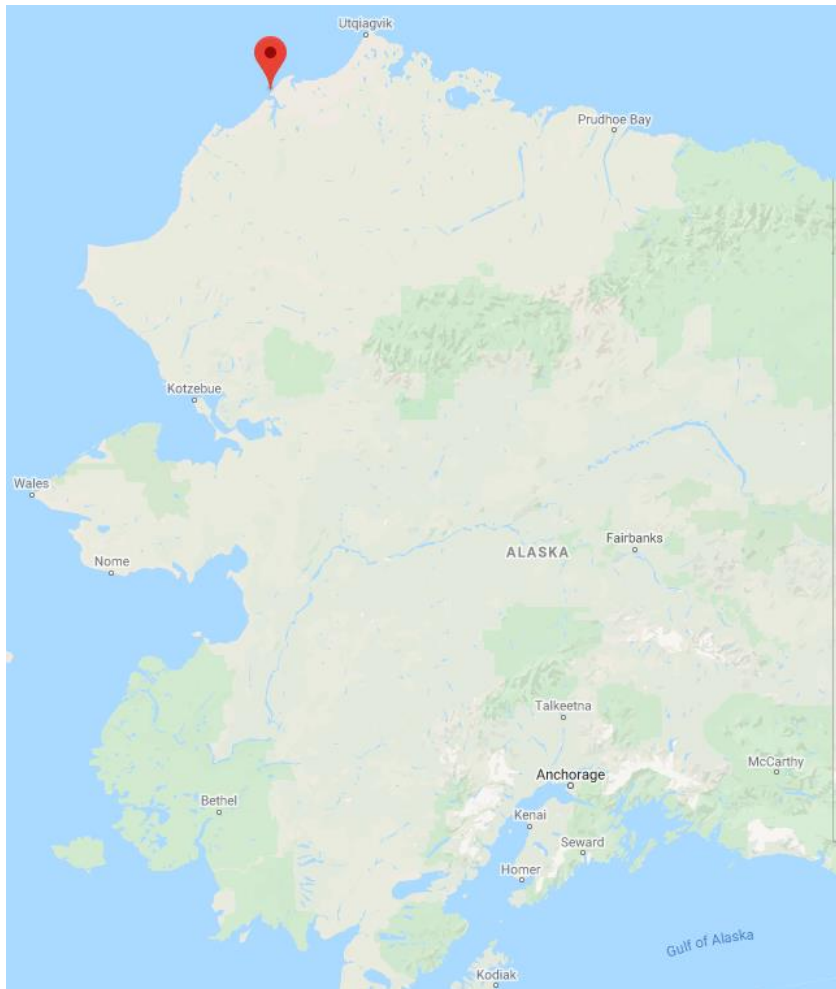 Utqiagvik
Prudhoe Bay
Kotzebue
Wales
Fairbanks
ALASKA
Nome
Talkeetna
McCarthy
Anchorage
Bethel
Kenai
Seward
Homer
Gulf of Alaska
Kodiak